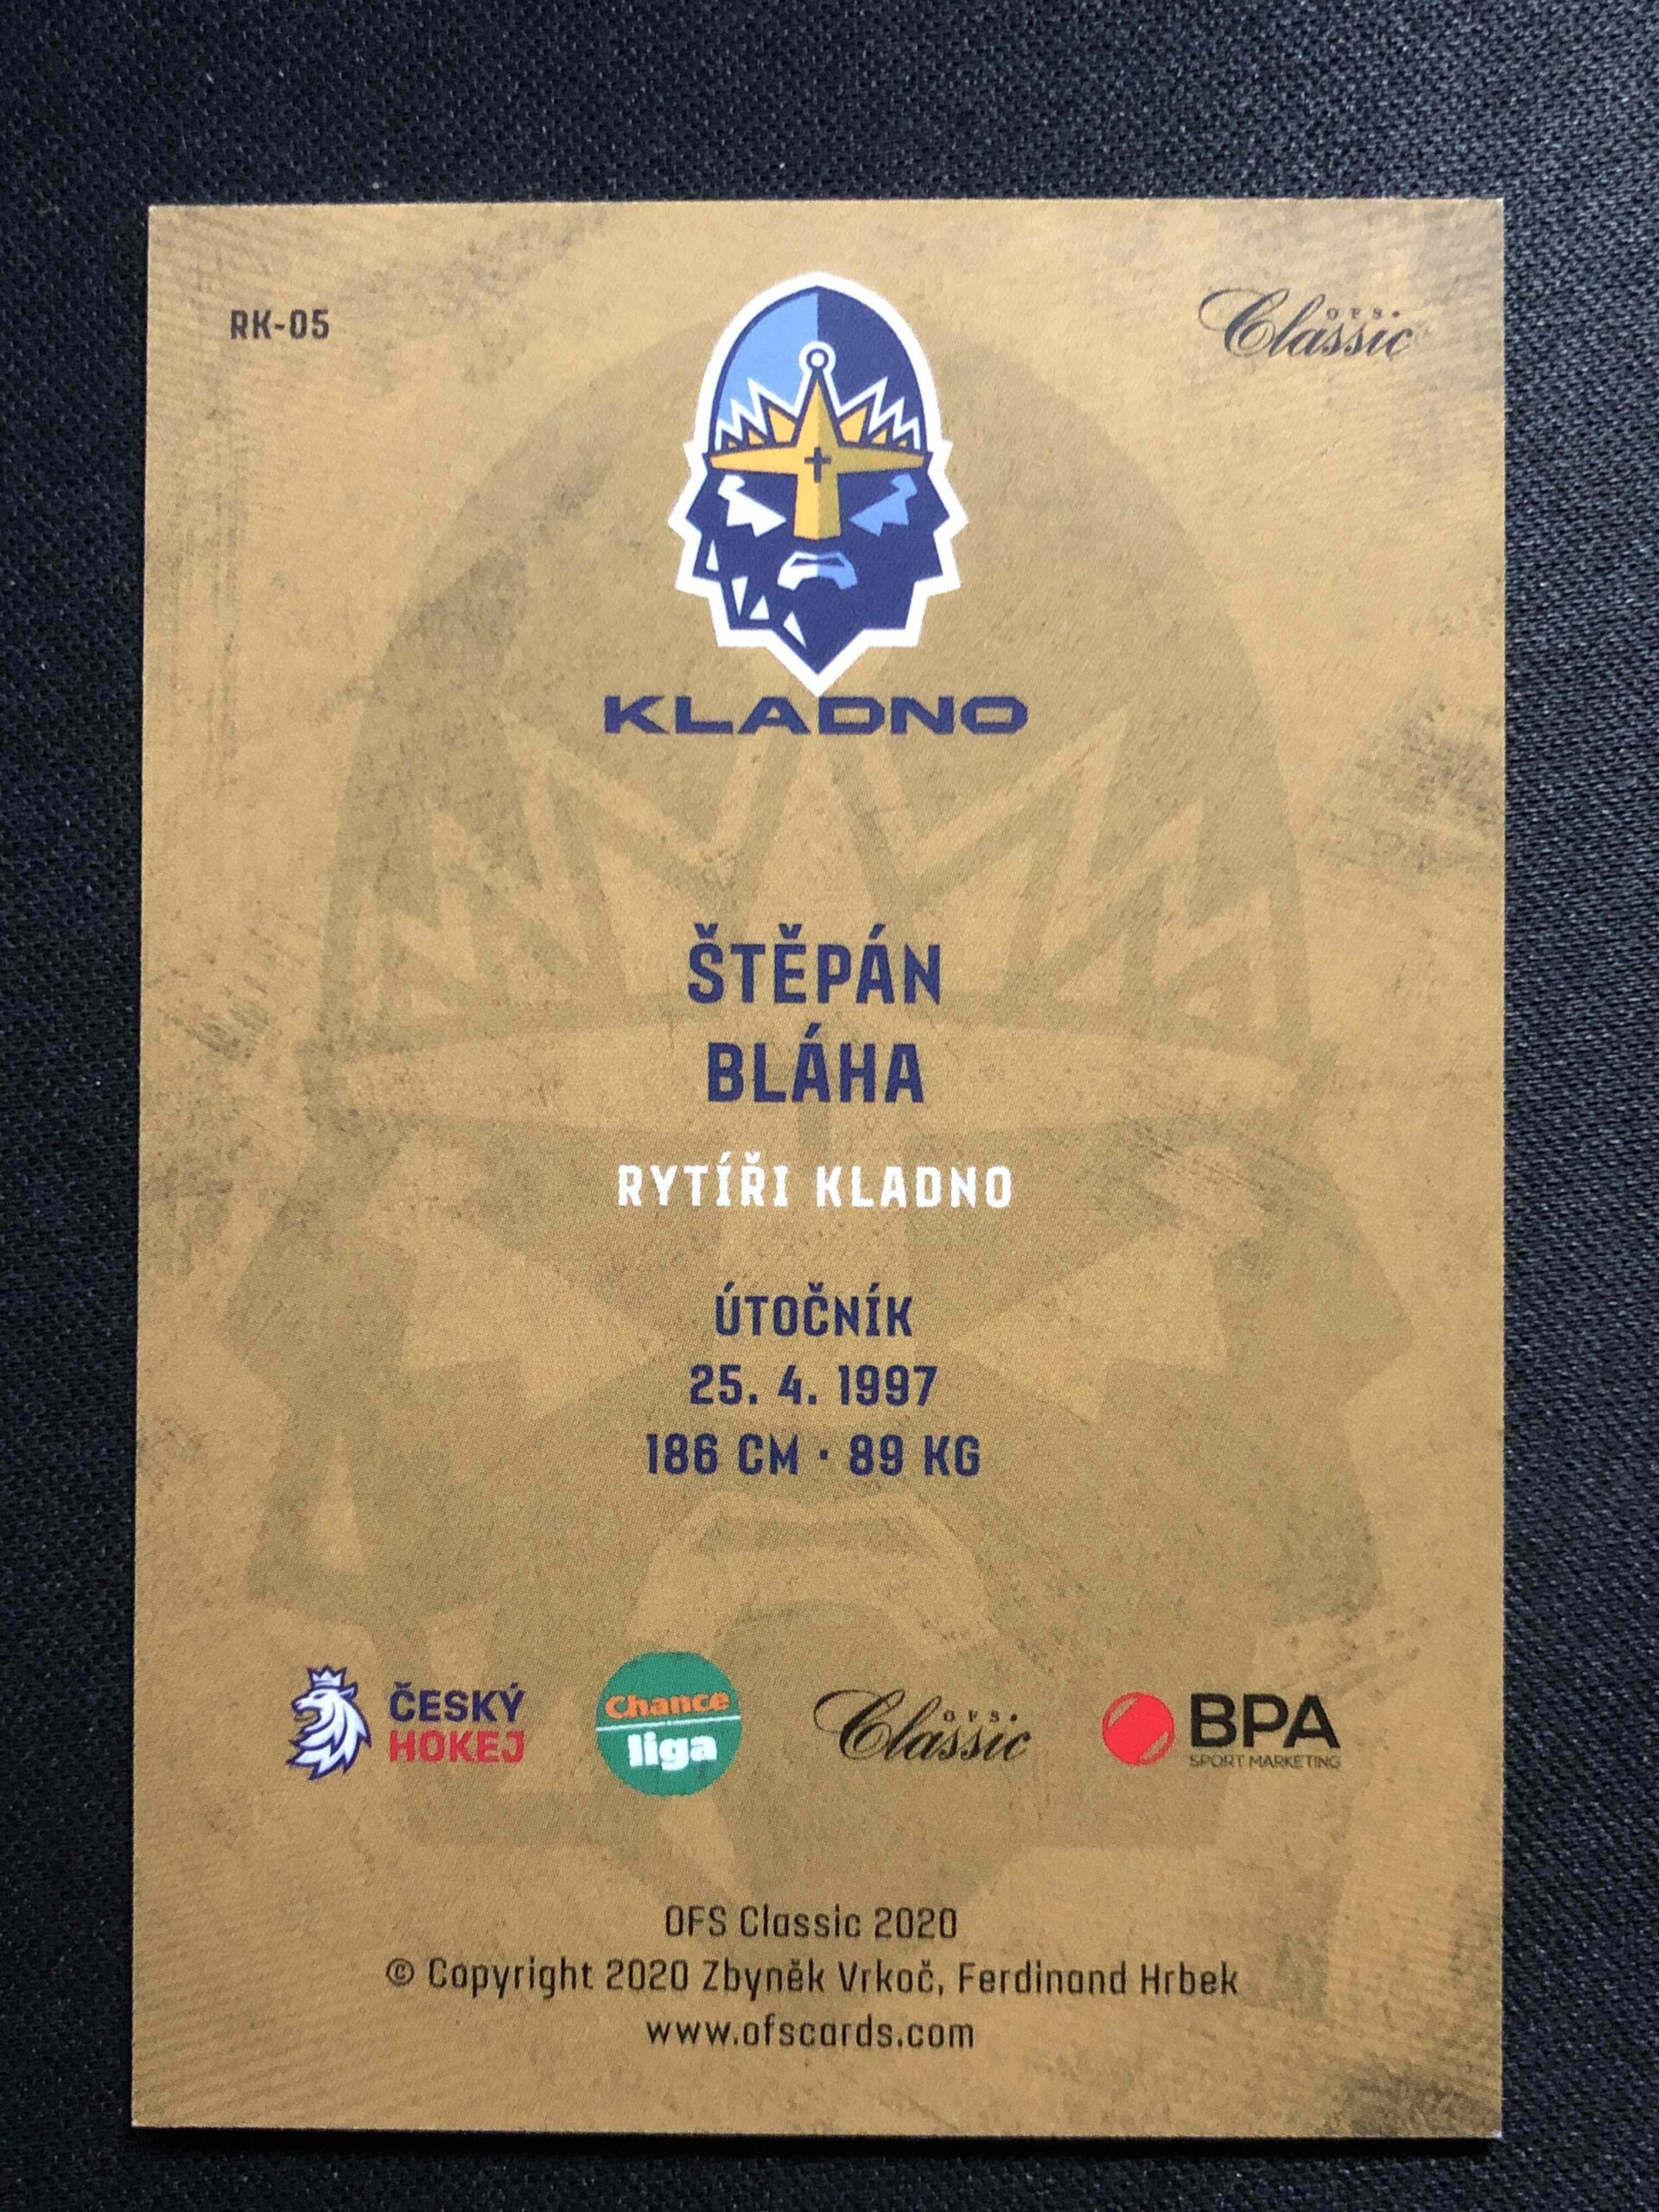 RK-05
OFS
Classic
KLADNO
ŠTĚPÁN
BLÁHA
RYTÍŘI KLADNO
ÚTOČNÍK
25. 4. 1997
186 CM · 89 KG
ČESKÝ
HOKEJ
Chance
liga
OFS
Classic
BPA
SPORT MARKETING
OFS Classic 2020
© Copyright 2020 Zbyněk Vrkoč, Ferdinand Hrbek
www.ofscards.com